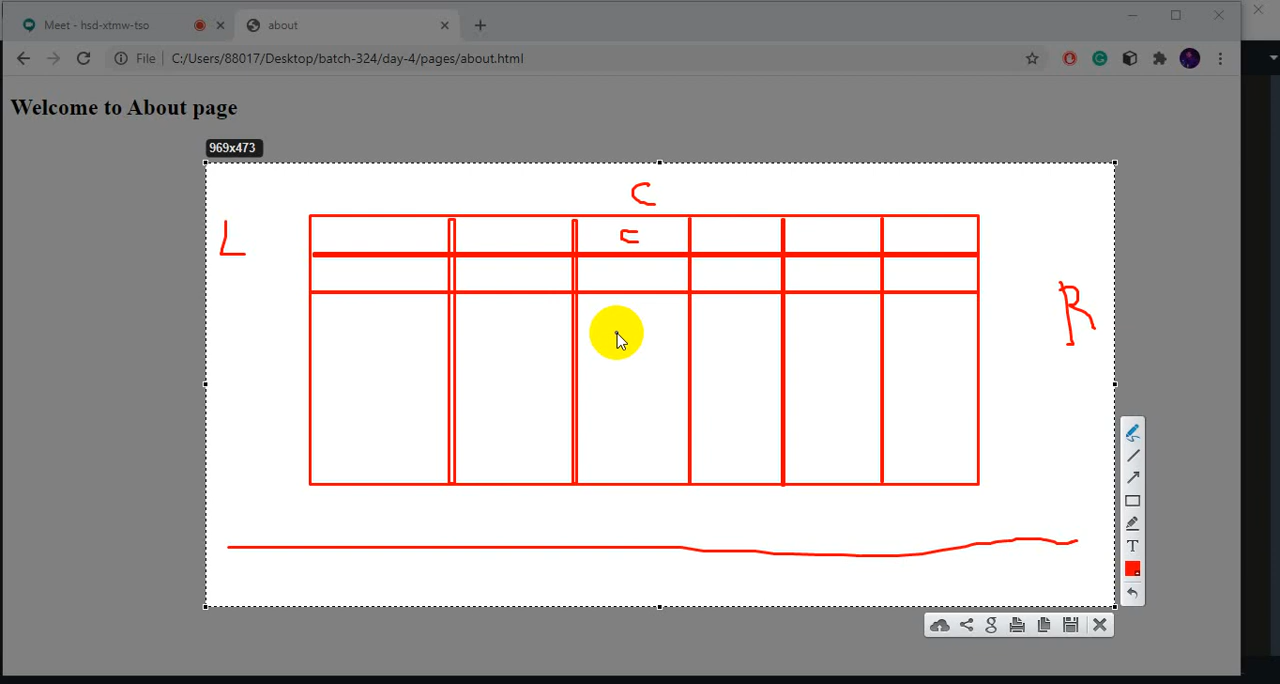 Meet - hsd-xtmw-tso
about
File
C:/Users/88017/Desktop/batch-324/day-4/pages/about.html
Welcome to About page
969x473
C
L
C
R
T
g